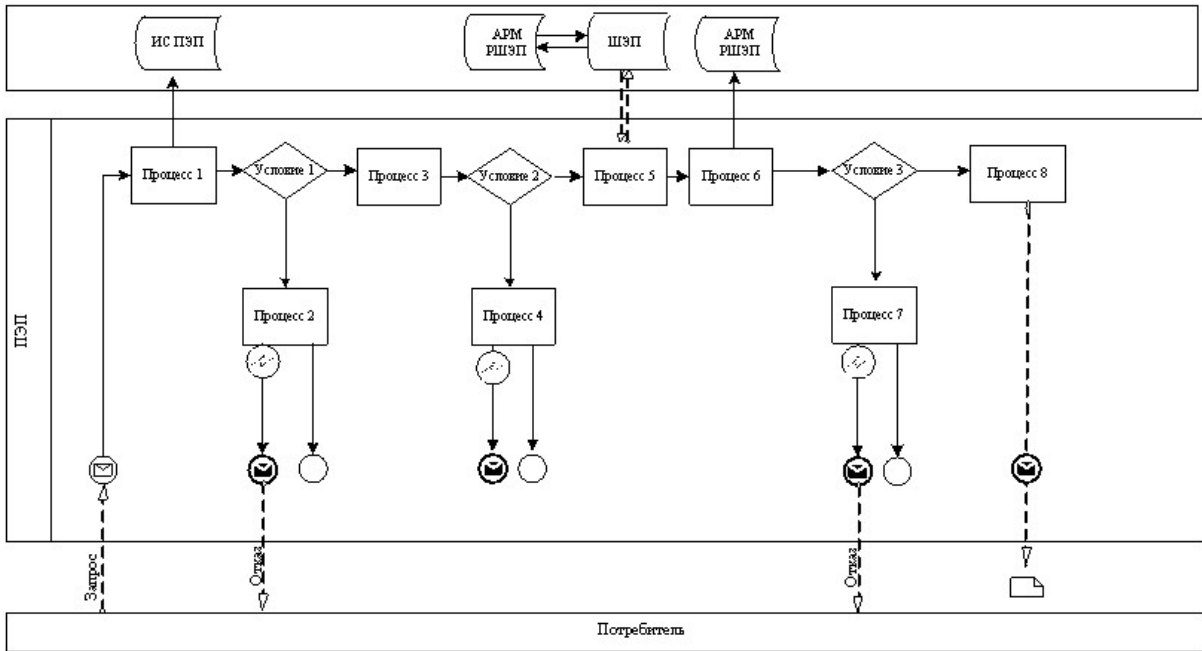 ИС ПЭП
АРМ
РШЭП
ШЭП
АРМ
РШЭП
ПЭП
Процесс 1
Условие 1
Процесс 3
Условие 2
Процесс 5
Процесс 6
Условие 3
Процесс 8
Процесс 2
Процесс 4
Процесс 7
Запрос
Отказ
Отказ
Потребитель